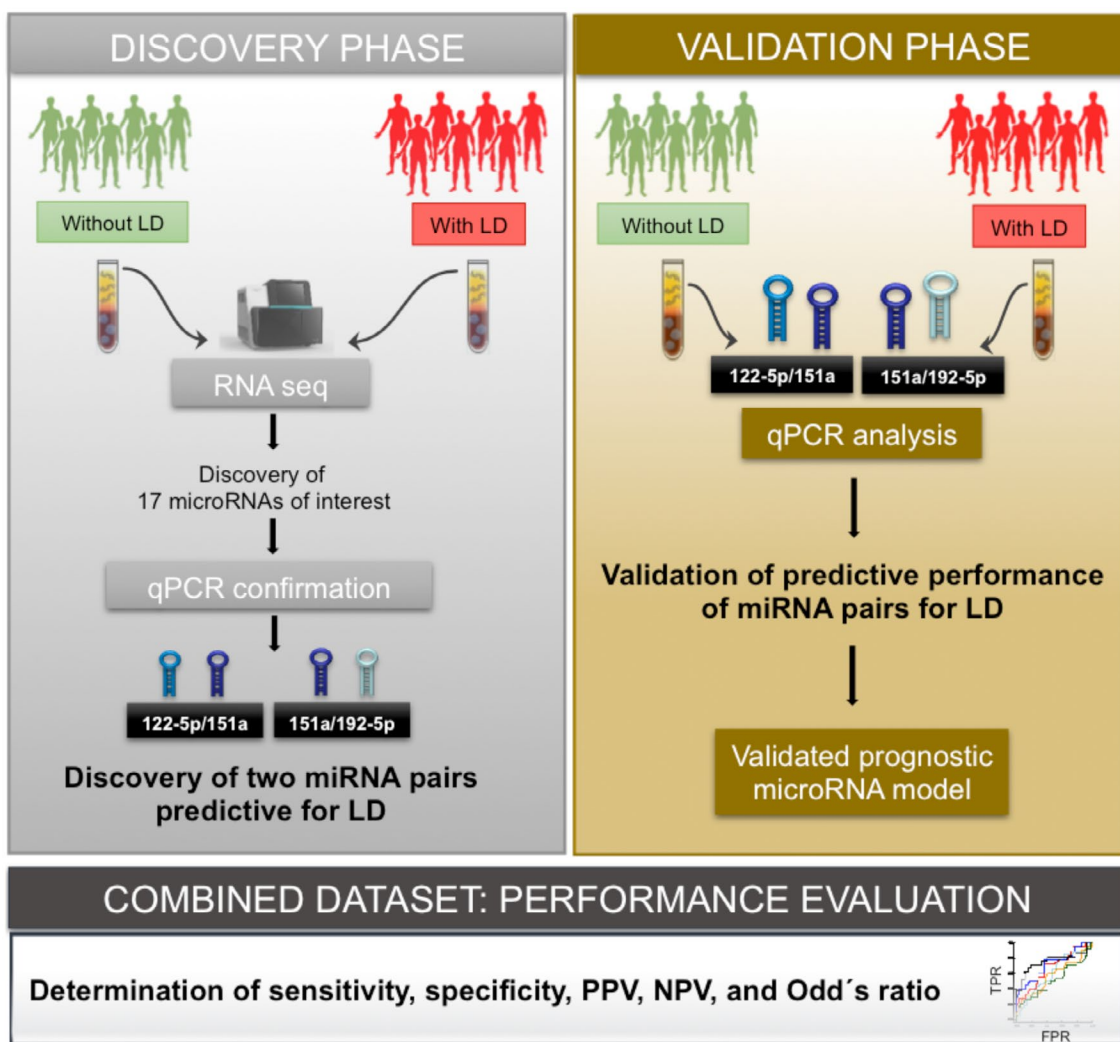 DISCOVERY PHASE
Without LD
With LD
RNA seq
Discovery of
17 microRNAs of interest
qPCR confirmation
122-5p/151a
151a/192-5p
Discovery of two miRNA pairs
predictive for LD
VALIDATION PHASE
Without LD
With LD
122-5p/151a
151a/192-5p
qPCR analysis
Validation of predictive performance
of miRNA pairs for LD
Validated prognostic
microRNA model
COMBINED DATASET: PERFORMANCE EVALUATION
Determination of sensitivity, specificity, PPV, NPV, and Odd´s ratio
TPR
FPR